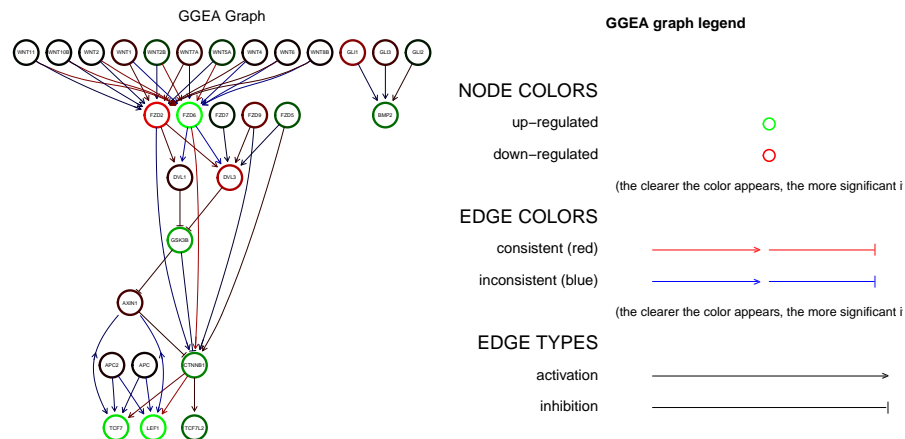 GGEA Graph
WNT11 WNT10B WNT2 WNT1 WNT2B WNT7A WNT5A WNT4 WNT6 WNT8B GLI1 GLI3 GLI2
FZD2 FZD6 FZD7 FZD9 FZD5 BMP2
DVL1 DVL3
GSK3B
AXIN1
APC2 APC CTNNB1
TCF7 LEF1 TCF7L2
GGEA graph legend
NODE COLORS
up−regulated
down−regulated
(the clearer the color appears, the more significant i
EDGE COLORS
consistent (red)
inconsistent (blue)
(the clearer the color appears, the more significant i
EDGE TYPES
activation
inhibition